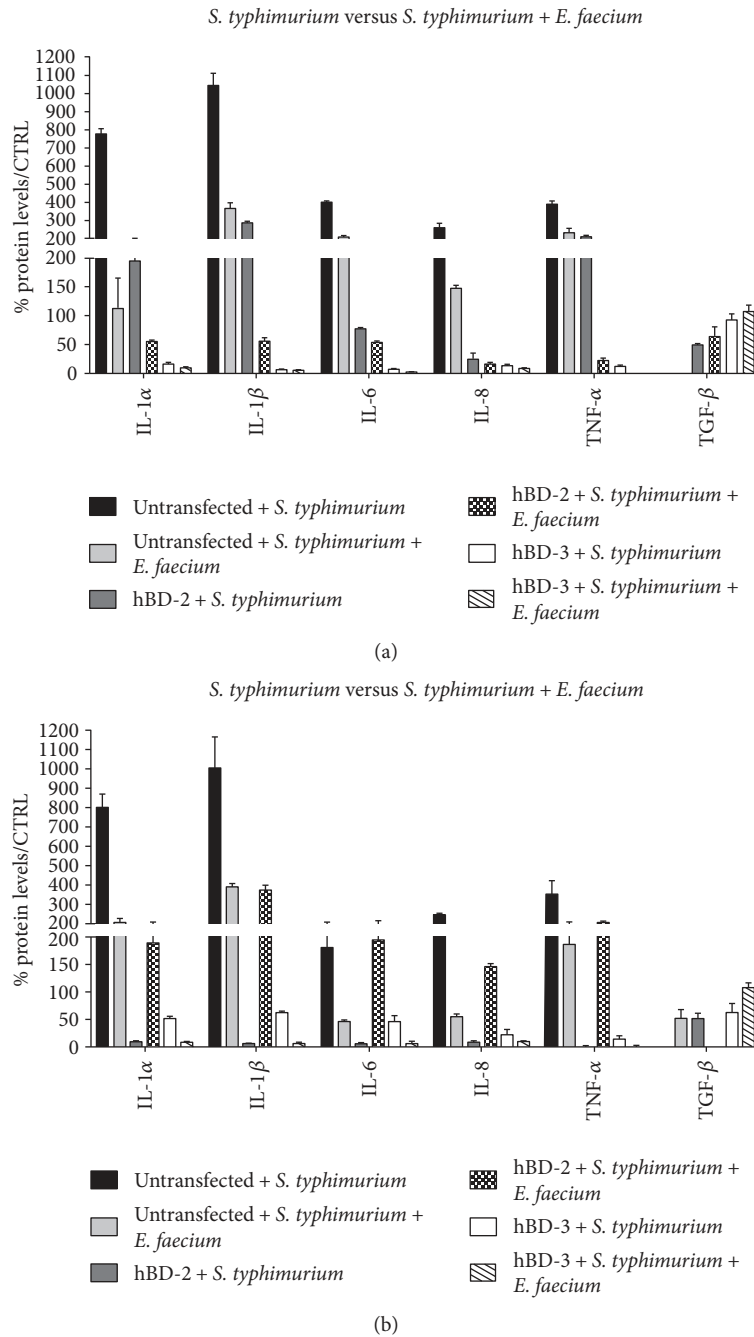 S. typhimurium versus S. typhimurium + E. faecium
1200
1100
1000
900
800
700
600
500
400
300
200
200
150
100
50
0
% protein levels/CTRL
IL-1α
IL-1β
IL-6
IL-8
TNF-α
TGF-β
Untransfected + S. typhimurium
Untransfected + S. typhimurium +
E. faecium
hBD-2 + S. typhimurium
hBD-2 + S. typhimurium +
E. faecium
hBD-3 + S. typhimurium
hBD-3 + S. typhimurium +
E. faecium
(a)
S. typhimurium versus S. typhimurium + E. faecium
1200
1100
1000
900
800
700
600
500
400
300
200
200
150
100
50
0
% protein levels/CTRL
IL-1α
IL-1β
IL-6
IL-8
TNF-α
TGF-β
Untransfected + S. typhimurium
Untransfected + S. typhimurium +
E. faecium
hBD-2 + S. typhimurium
hBD-2 + S. typhimurium +
E. faecium
hBD-3 + S. typhimurium
hBD-3 + S. typhimurium +
E. faecium
(b)